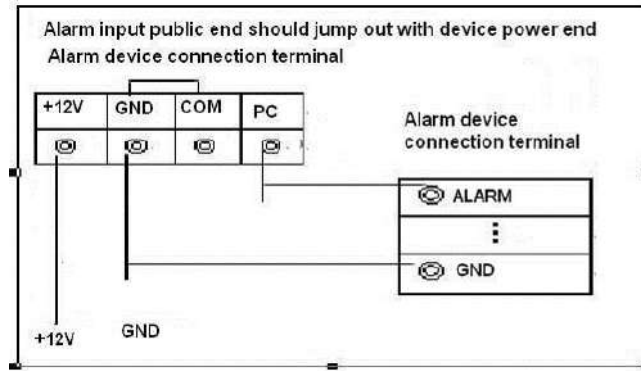 Alarm input public end should jump out with device power end
Alarm device connection terminal
+12V GND COM PC
Alarm device
connection terminal
ALARM
GND
+12V GND